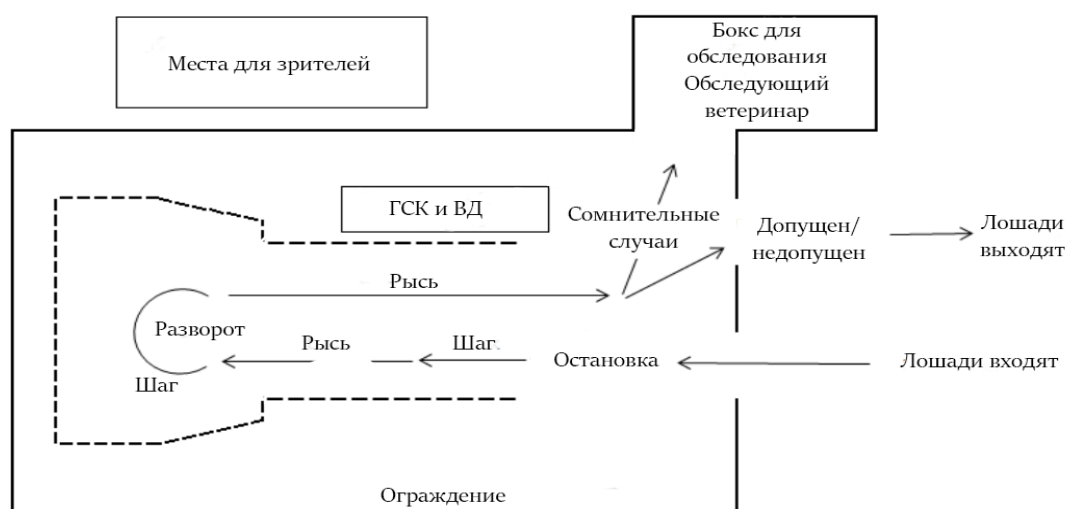 Места для зрителей
Бокс для
обследования
Обследующий
ветеринар
ГСК и ВД
Сомнительные
случаи
Допущен/
недопущен
Лошади
выходят
Рысь
Разворот
Рысь
Шаг
Остановка
Лошади входят
Шаг
Ограждение